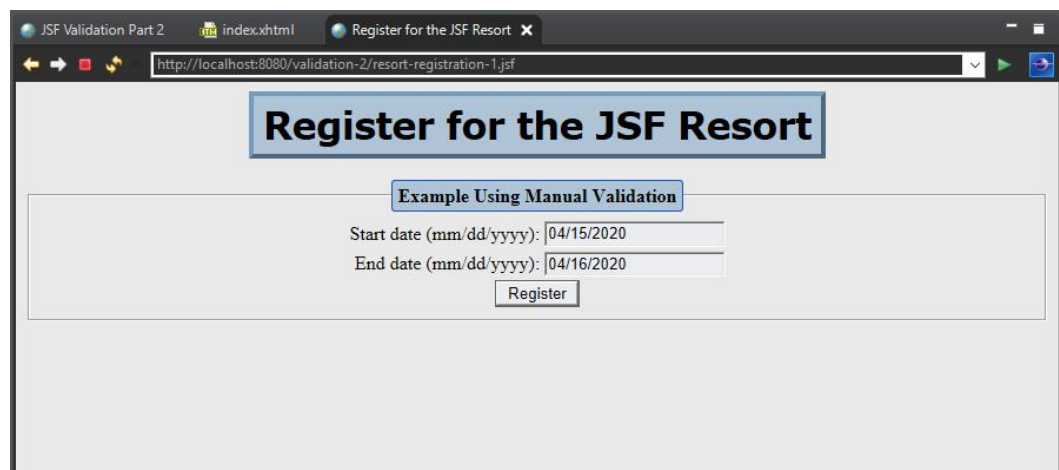 JSF Validation Part 2 index.xhtml Register for the JSF Resort
http://localhost:8080/validation-2/resort-registration-1.jsf
Register for the JSF Resort
Example Using Manual Validation
Start date (mm/dd/yyyy): 04/15/2020
End date (mm/dd/yyyy): 04/16/2020
Register